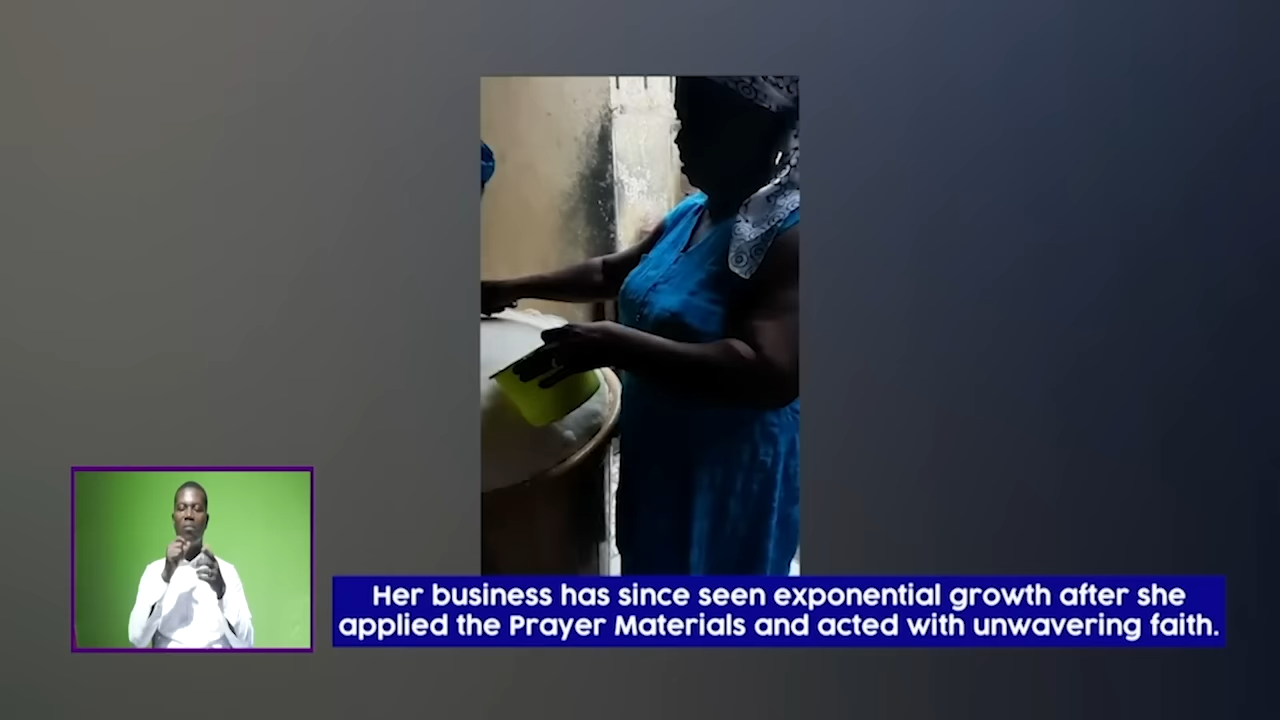 Her business has since seen exponential growth after she
applied the Prayer Materials and acted with unwavering faith.